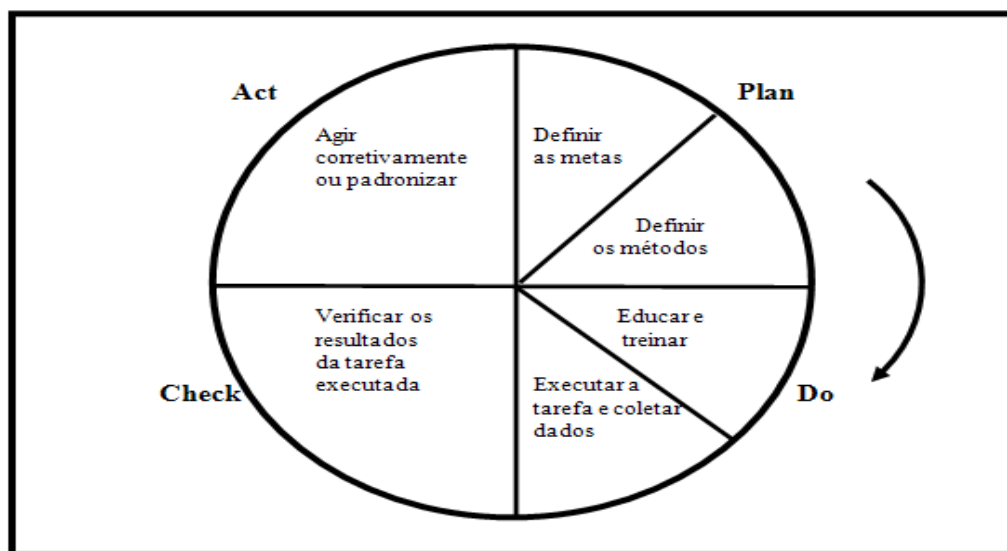 Act
Plan
Agir
corretivamente
ou padronizar
Definir
as metas
Definir
os métodos
Verificar os
resultados
da tarefa
executada
Educar e
treinar
Executar a
tarefa e coletar
dados
Check
Do